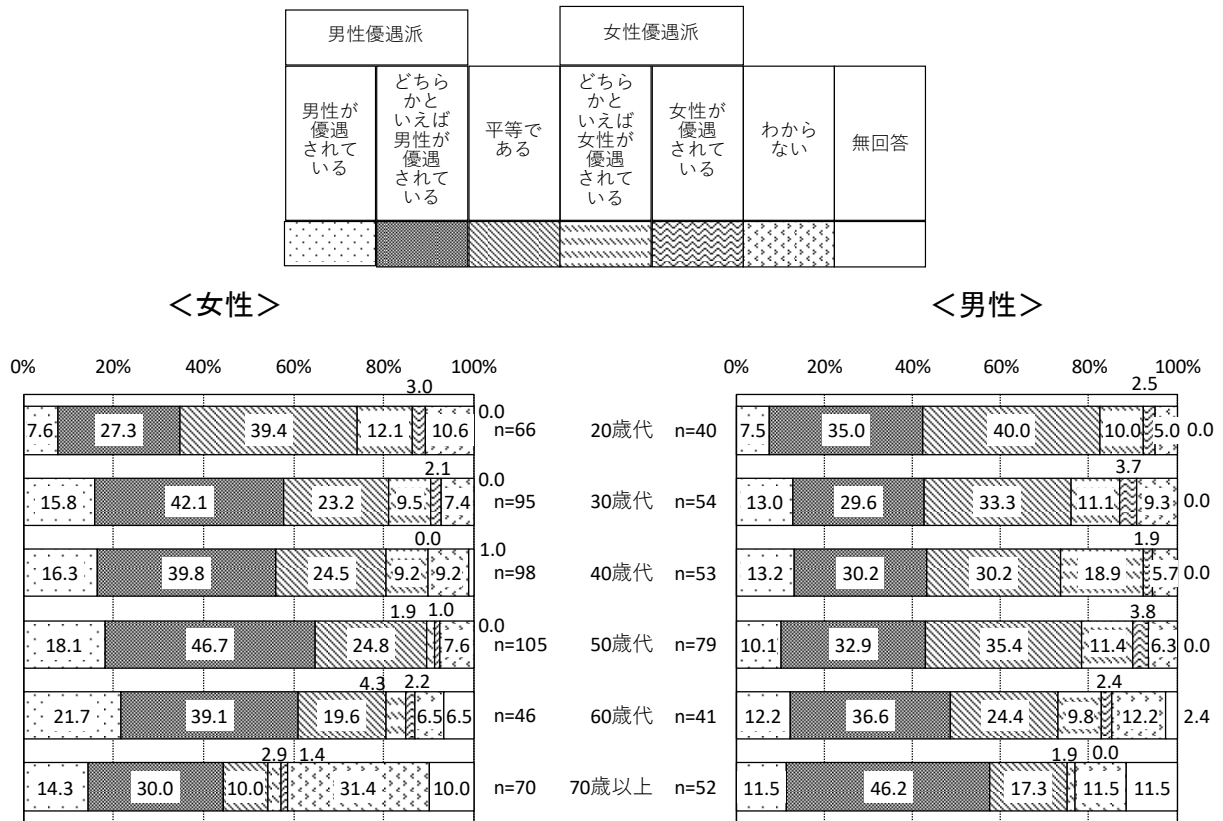 男性優遇派
女性優遇派
男性が
優遇
されて
いる
どちら
かと
いえば
男性が
優遇
されて
いる
平等で
ある
どちら
かと
いえば
女性が
優遇
されて
いる
女性が
優遇
されて
いる
わから
ない
無回答
＜女性＞
＜男性＞
0% 20% 40% 60% 80% 100%
0% 20% 40% 60% 80% 100%
3.0
2.5
7.6 27.3 39.4 12.1 10.6 0.0 n=66 20歳代 n=40 7.5 35.0 40.0 10.0 5.0 0.0
2.1
3.7
15.8 42.1 23.2 9.5 7.4 0.0 n=95 30歳代 n=54 13.0 29.6 33.3 11.1 9.3 0.0
0.0
1.9
16.3 39.8 24.5 9.2 9.2 1.0 n=98 40歳代 n=53 13.2 30.2 30.2 18.9 5.7 0.0
1.9 1.0
3.8
18.1 46.7 24.8 7.6 0.0 n=105 50歳代 n=79 10.1 32.9 35.4 11.4 6.3 0.0
4.3 2.2
2.4
21.7 39.1 19.6 6.5 6.5 n=46 60歳代 n=41 12.2 36.6 24.4 9.8 12.2 2.4
2.9 1.4
1.9 0.0
14.3 30.0 10.0 31.4 10.0 n=70 70歳以上 n=52 11.5 46.2 17.3 11.5 11.5